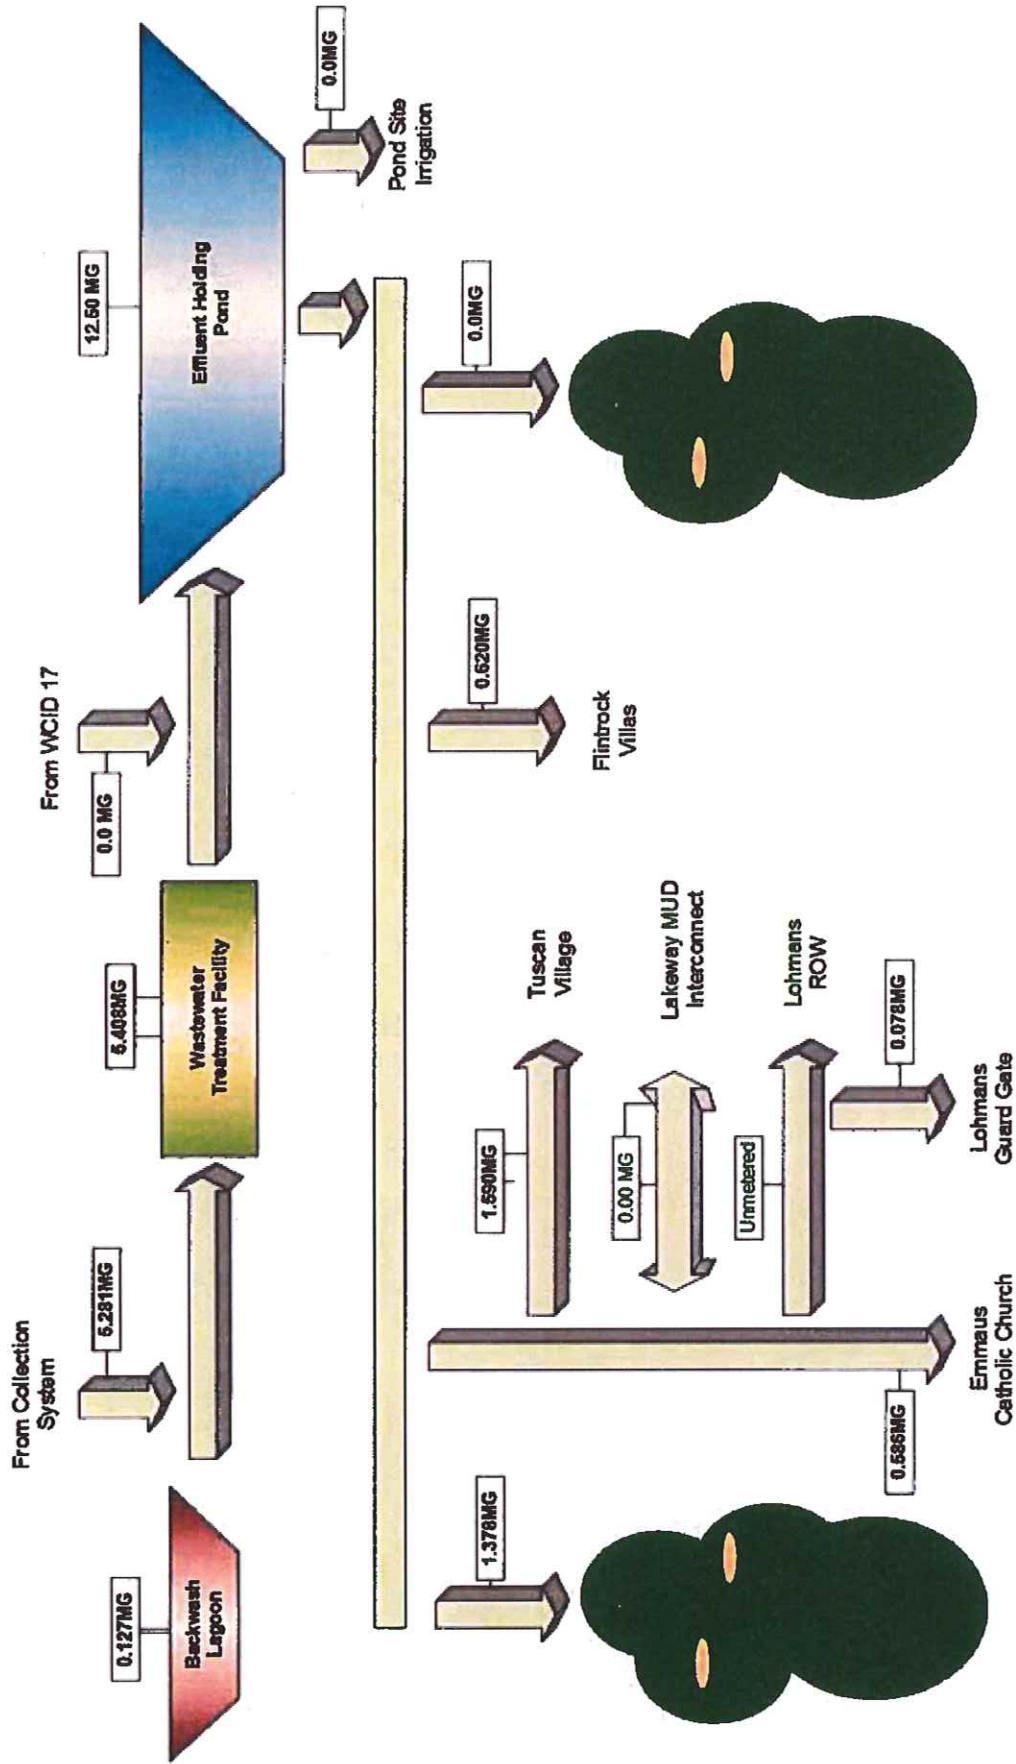 From Collection
System
From WCID 17
0.127MG
5.281MG
5.408MG
0.0 MG
12.50 MG
Backwash
Lagoon
Wastewater
Treatment Facility
Effluent Holding
Pond
0.0MG
Pond Site
Irrigation
1.378MG
1.590MG
0.620MG
0.0MG
Tuscan
Village
Flintrock
Villas
0.00 MG
Lakeway MUD
Interconnect
Unmetered
Lohmans
ROW
0.586MG
0.078MG
Emmaus
Catholic Church
Lohmans
Guard Gate